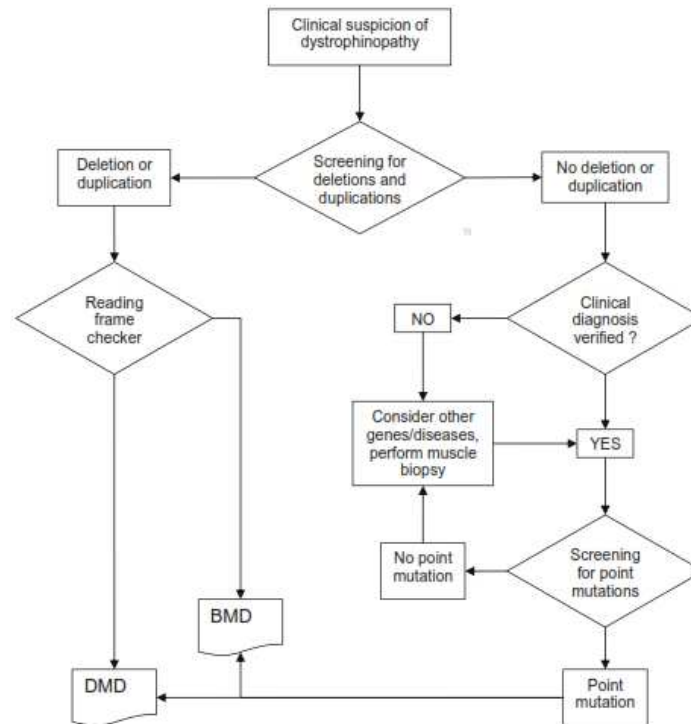 Clinical suspicion of
dystrophinopathy
Deletion or
duplication
Screening for
deletions and
duplications
No deletion or
duplication
Reading
frame
checker
NO
Clinical
diagnosis
verified ?
Consider other
genes/diseases,
perform muscle
biopsy
YES
No point
mutation
Screening
for point
mutations
BMD
DMD
Point
mutation